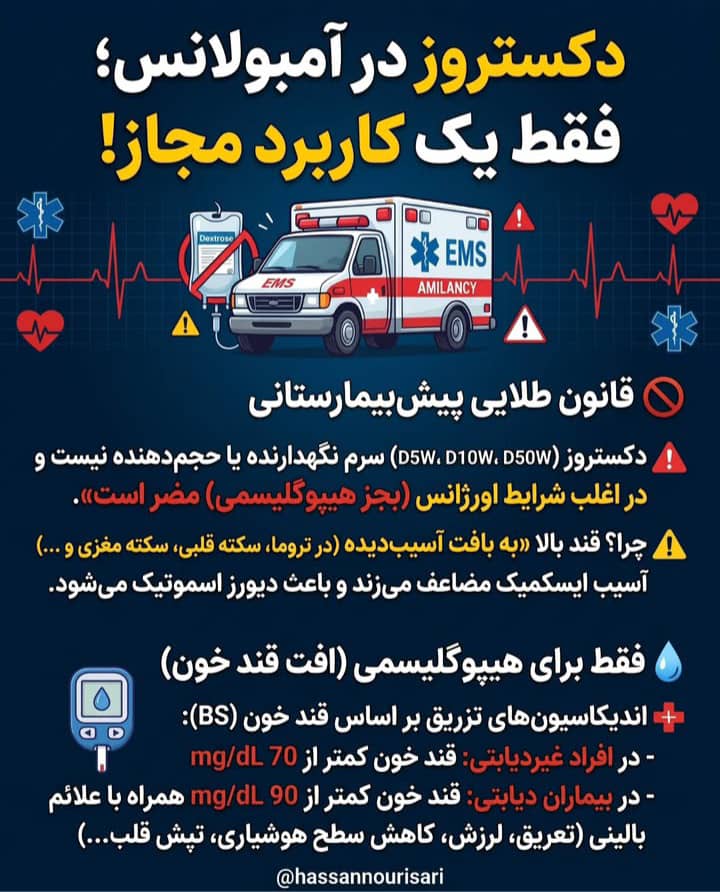 دکستروز در آمبولانس؛
فقط یک کاربرد مجاز!
Dextrose
EMS
EMS
AMILANCY
قانون طلایی پیش‌بیمارستانی
دکستروز (D5W، D10W، D50W) سرم نگهدارنده یا حجم‌دهنده نیست و
در اغلب شرایط اورژانس (بجز هیپوگلیسمی) مضر است».
چرا؟ قند بالا «به بافت آسیب‌دیده (در تروما، سکته قلبی، سکته مغزی و ...)
آسیب ایسکمیک مضاعف می‌زند و باعث دیورز اسموتیک می‌شود.
فقط برای هیپوگلیسمی (افت قند خون)
اندیکاسیون‌های تزریق بر اساس قند خون (BS):
- در افراد غیردیابتی: قند خون کمتر از 70 mg/dL
- در بیماران دیابتی: قند خون کمتر از 90 mg/dL همراه با علائم
بالینی (تعریق، لرزش، کاهش سطح هوشیاری، تپش قلب...)
@hassannourisari